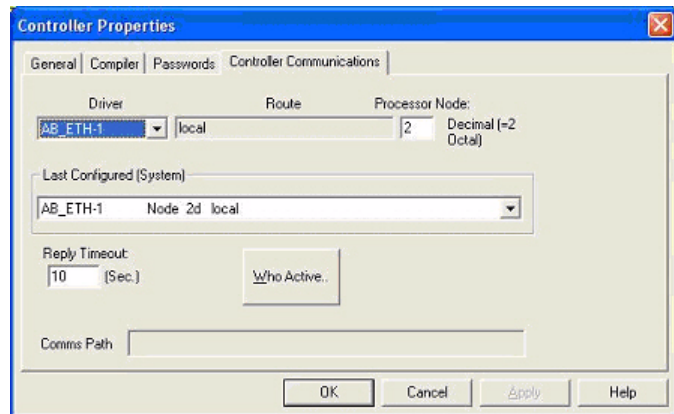 Controller Properties
General Compiler Passwords Controller Communications
Driver Route Processor Node:
AB_ETH-1 local 2 Decimal (=2
Octal)
Last Configured (System)
AB_ETH-1 Node 2d local
Reply Timeout:
10 (Sec.) Who Active..
Comms Path
OK Cancel Apply Help